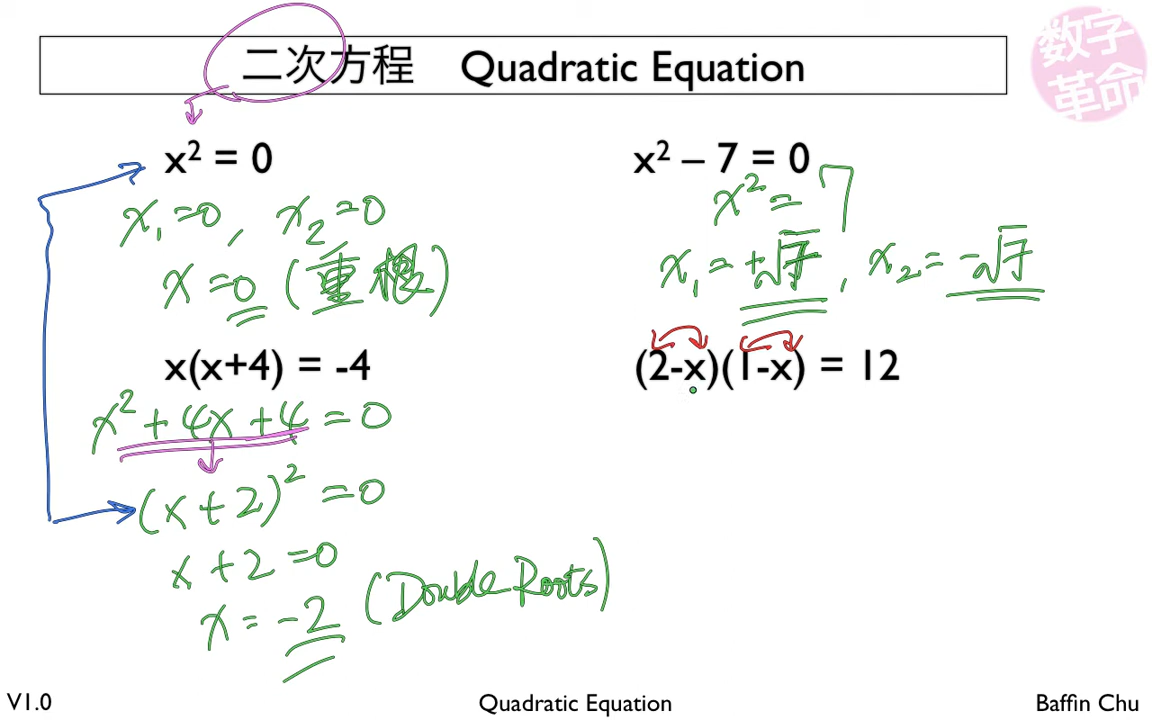 二次方程 Quadratic Equation
数字
革命
x² = 0
x₁ = 0 , x₂ = 0
x = 0 (重根)
x(x+4) = -4
x² + 4x + 4 = 0
(x + 2)² = 0
x + 2 = 0
x = -2 (Double Roots)
x² – 7 = 0
x² = 7
x₁ = +√7 , x₂ = -√7
(2-x)(1-x) = 12
V1.0
Quadratic Equation
Baffin Chu